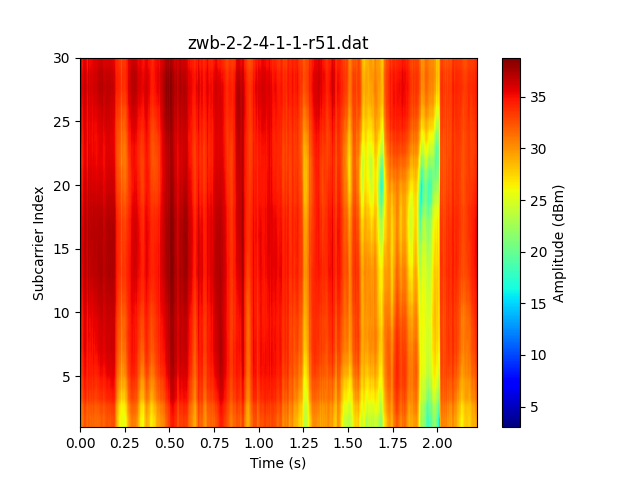 zwb-2-2-4-1-1-r51.dat
30
25
20
15
10
5
Subcarrier Index
0.00 0.25 0.50 0.75 1.00 1.25 1.50 1.75 2.00
Time (s)
35
30
25
20
15
10
5
Amplitude (dBm)